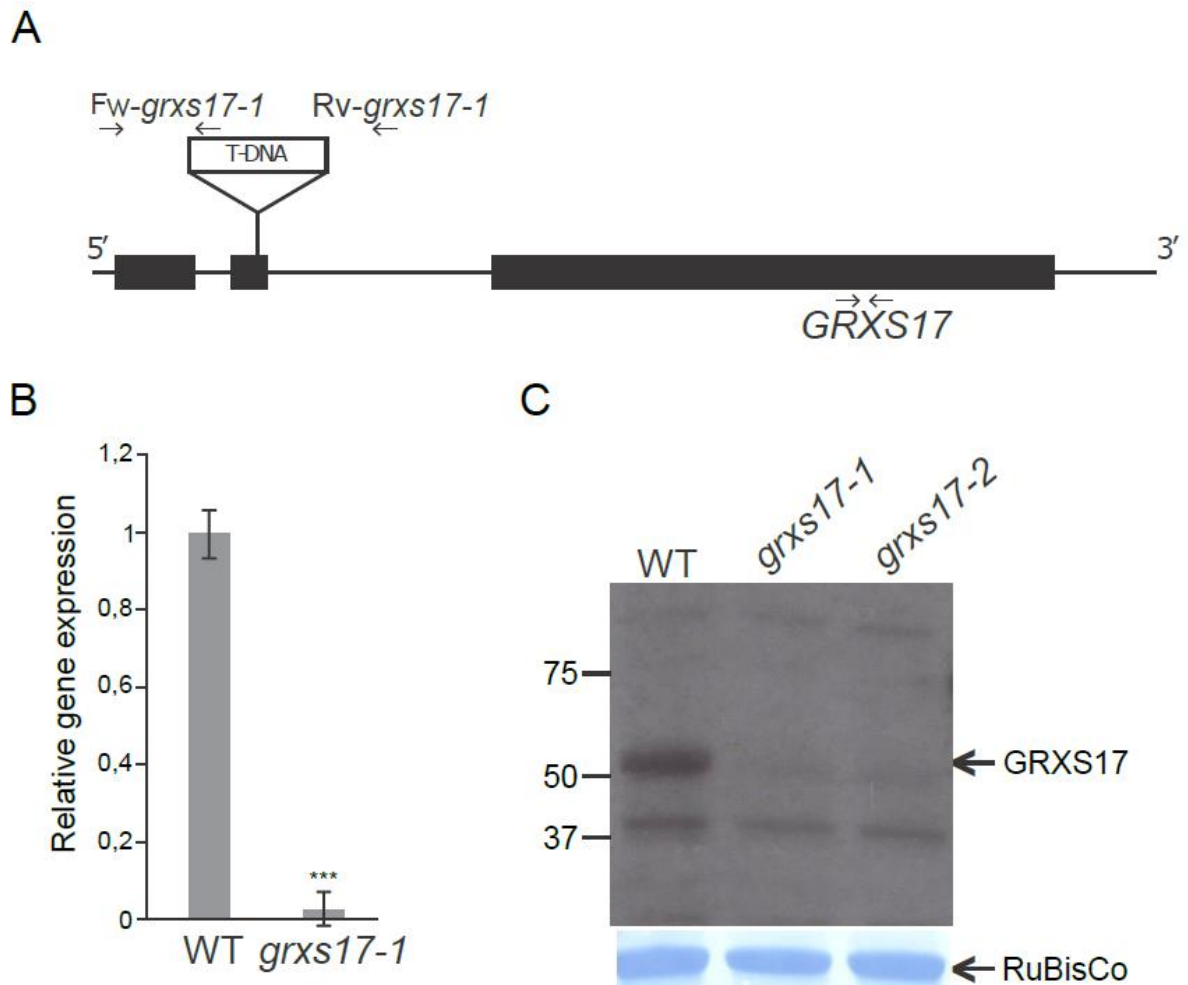 A
Fw-grxs17-1 Rv-grxs17-1
T-DNA
5’ 3’
GRXS17
B
Relative gene expression
1,2
1
0,8
0,6
0,4
0,2
0
***
WT grxs17-1
C
WT grxs17-1 grxs17-2
75
50
37
GRXS17
RuBisCo